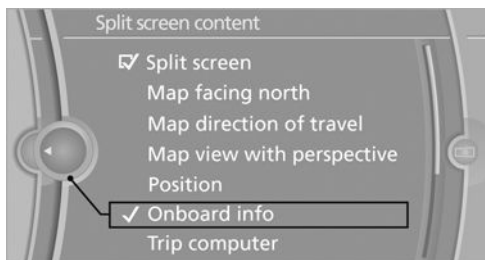 Split screen content
Split screen
Map facing north
Map direction of travel
Map view with perspective
Position
Onboard info
Trip computer